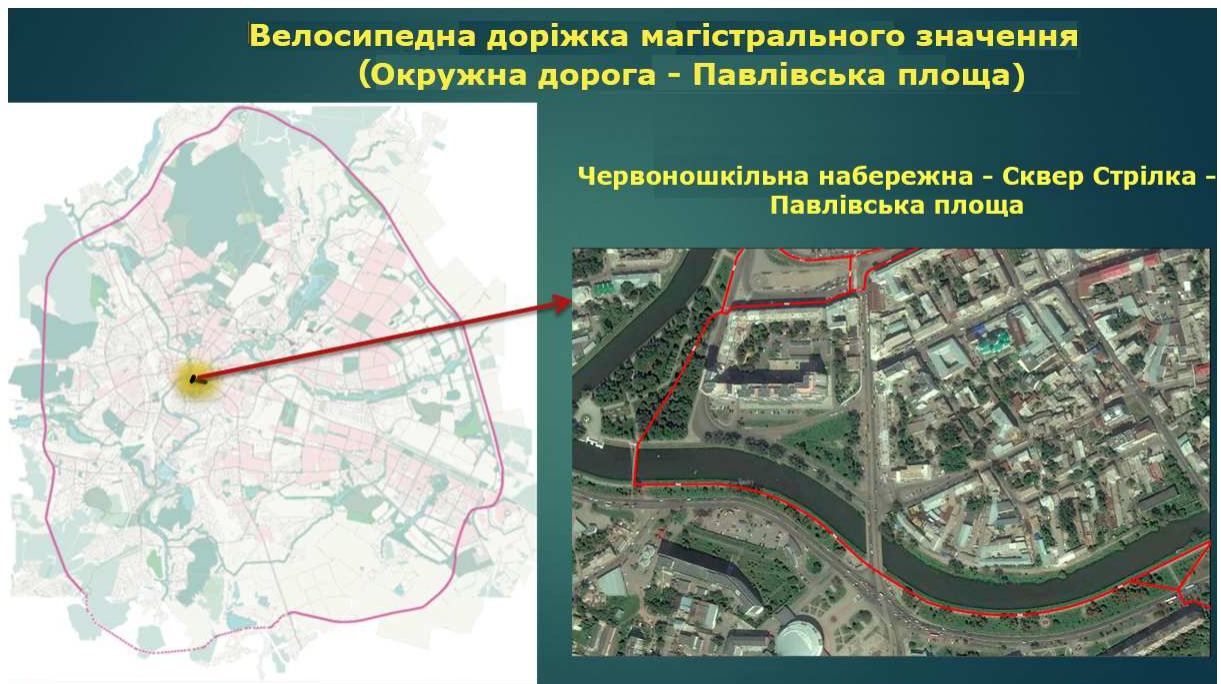 Велосипедна доріжка магістрального значення
(Окружна дорога - Павлівська площа)
Червоношкільна набережна - Сквер Стрілка -
Павлівська площа